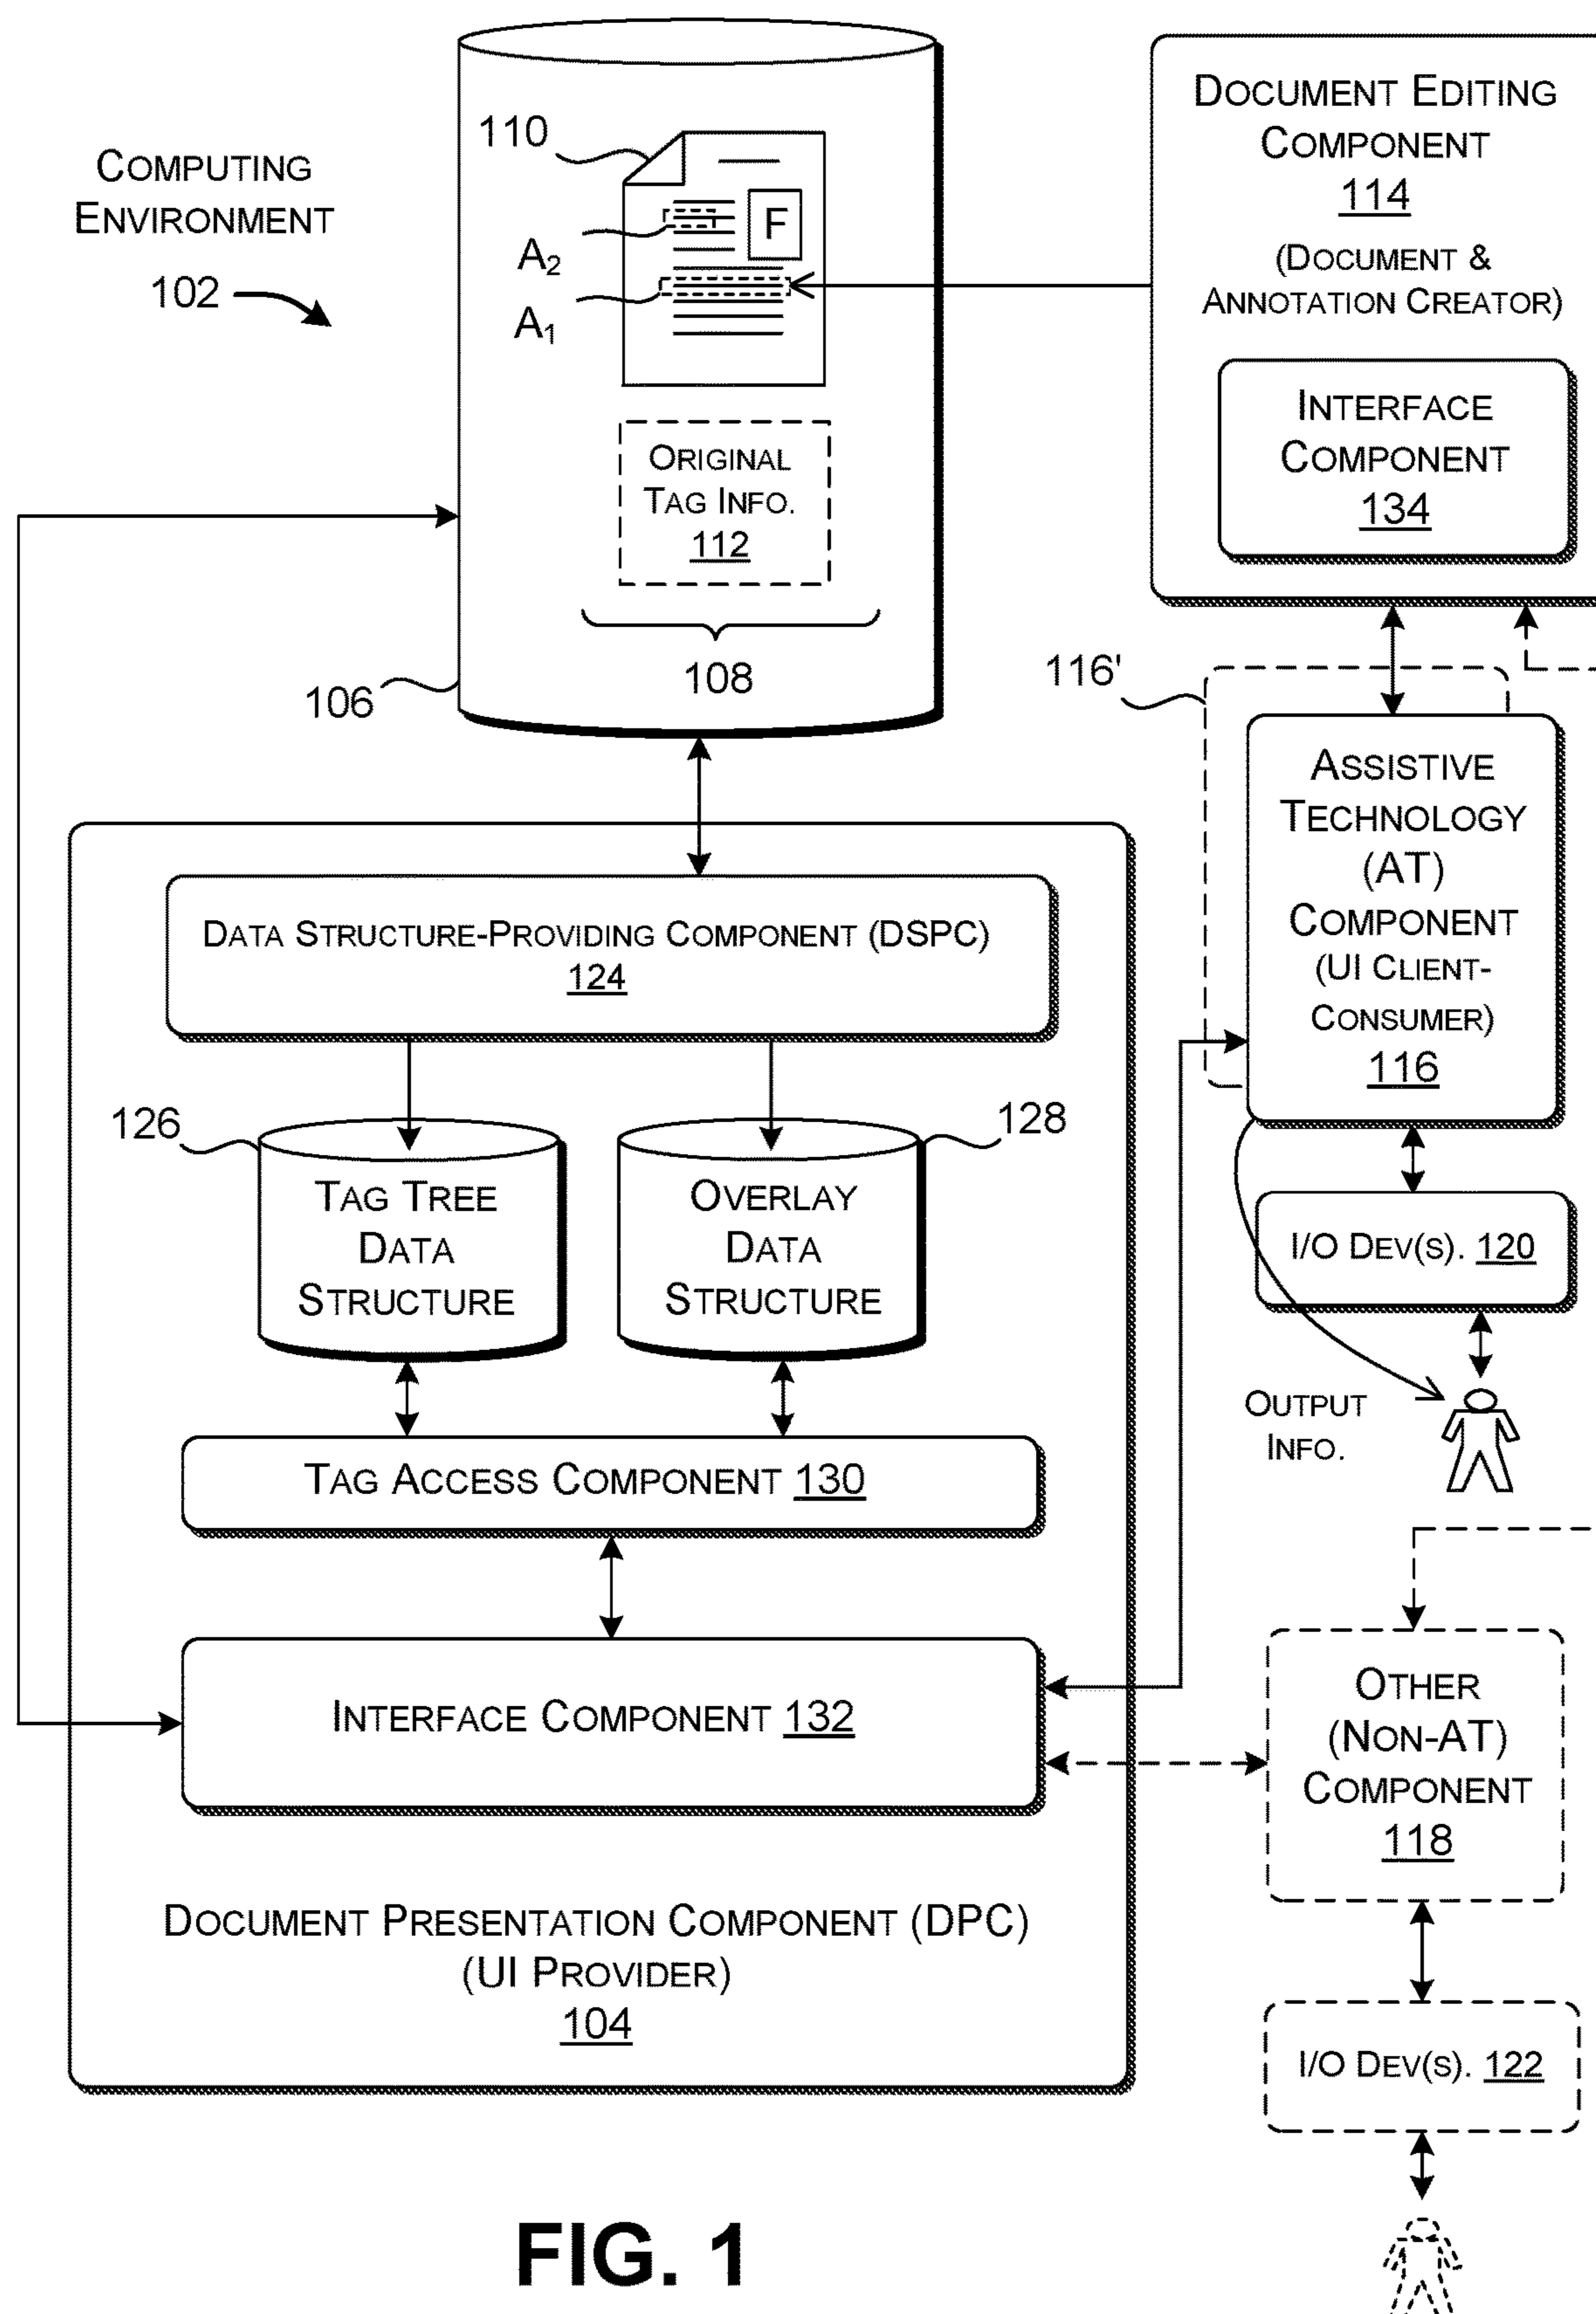 COMPUTING
ENVIRONMENT
102
110
F
A2
A1
ORIGINAL
TAG INFO.
112
108
106
DOCUMENT EDITING
COMPONENT
114
(DOCUMENT &
ANNOTATION CREATOR)
INTERFACE
COMPONENT
134
116'
ASSISTIVE
TECHNOLOGY
(AT)
COMPONENT
(UI CLIENT-
CONSUMER)
116
DATA STRUCTURE-PROVIDING COMPONENT (DSPC)
124
126
TAG TREE
DATA
STRUCTURE
128
OVERLAY
DATA
STRUCTURE
I/O DEV(S). 120
OUTPUT
INFO.
TAG ACCESS COMPONENT 130
INTERFACE COMPONENT 132
OTHER
(NON-AT)
COMPONENT
118
DOCUMENT PRESENTATION COMPONENT (DPC)
(UI PROVIDER)
104
I/O DEV(S). 122
FIG. 1